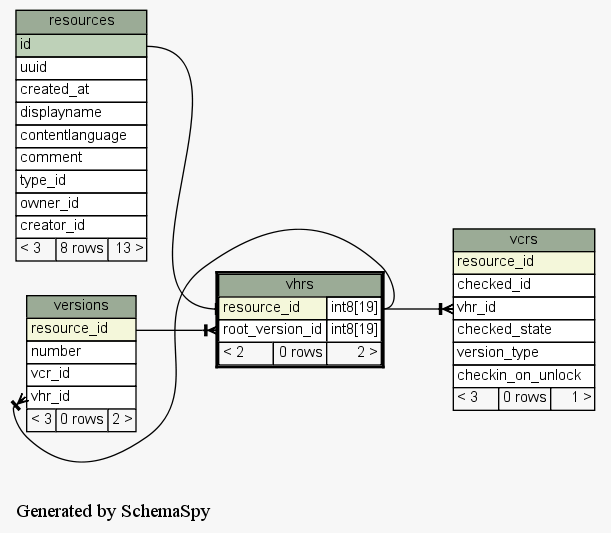 resources
id
uuid
created_at
displayname
contentlanguage
comment
type_id
owner_id
creator_id
< 3 8 rows 13 >
versions
resource_id
number
vcr_id
vhr_id
< 3 0 rows 2 >
vhrs
resource_id int8[19]
root_version_id int8[19]
< 2 0 rows 2 >
vcrs
resource_id
checked_id
vhr_id
checked_state
version_type
checkin_on_unlock
< 3 0 rows 1 >
Generated by SchemaSpy